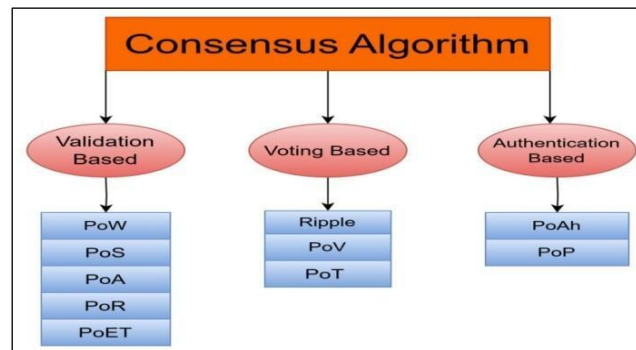 Consensus Algorithm
Validation
Based
Voting Based
Authentication
Based
PoW
PoS
PoA
PoR
PoET
Ripple
PoV
PoT
PoAh
PoP